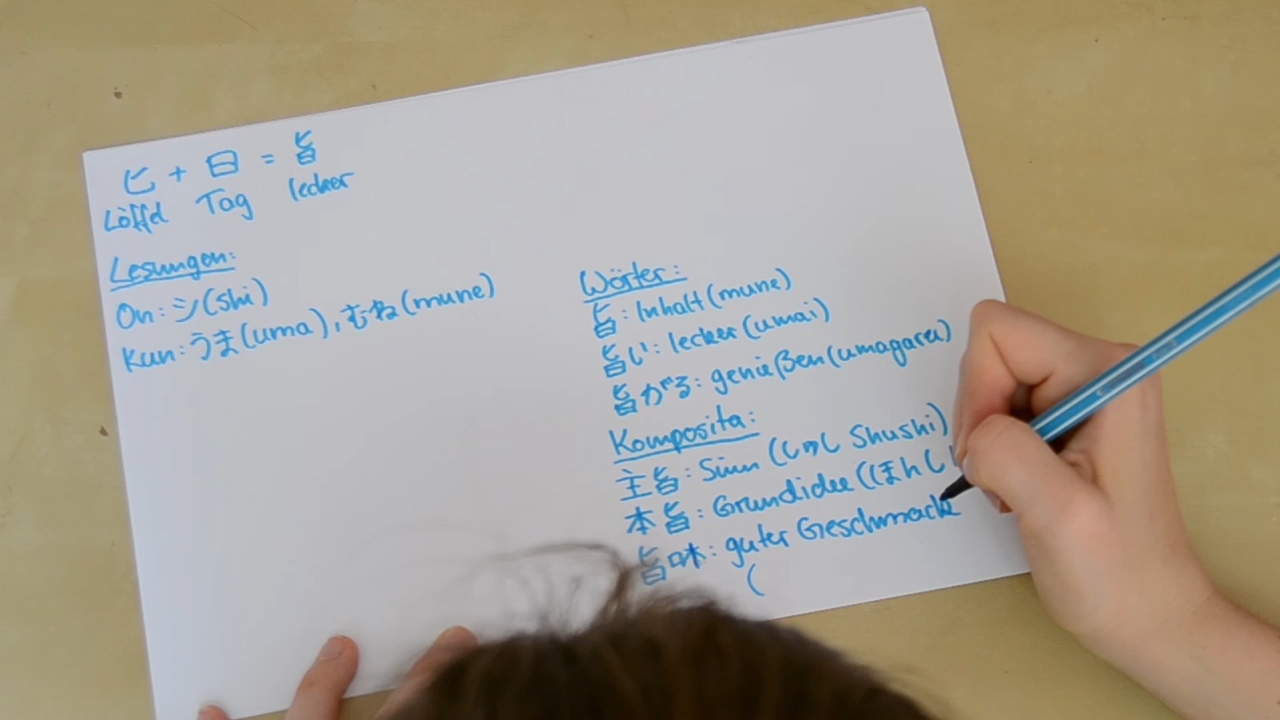 ヒ + 日 = 旨
Löffel Tag lecker
Lesungen:
On: シ (shi)
Kun: うま (uma), むね (mune)
Wörter:
旨: Inhalt (mune)
旨い: lecker (umai)
旨がる: genießen (umagaru)
Komposita:
主旨: Sinn (しゅし Shushi)
本旨: Grundidee ((ほんし
旨味: guter Geschmack
(